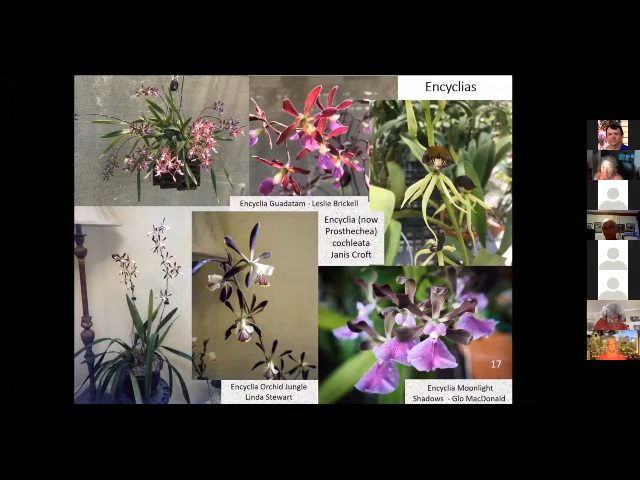 Encyclias
Encyclia Guadatam - Leslie Brickell
Encyclia (now
Prosthechea)
cochleata
Janis Croft
Encyclia Orchid Jungle
Linda Stewart
17
Encyclia Moonlight
Shadows - Glo MacDonald